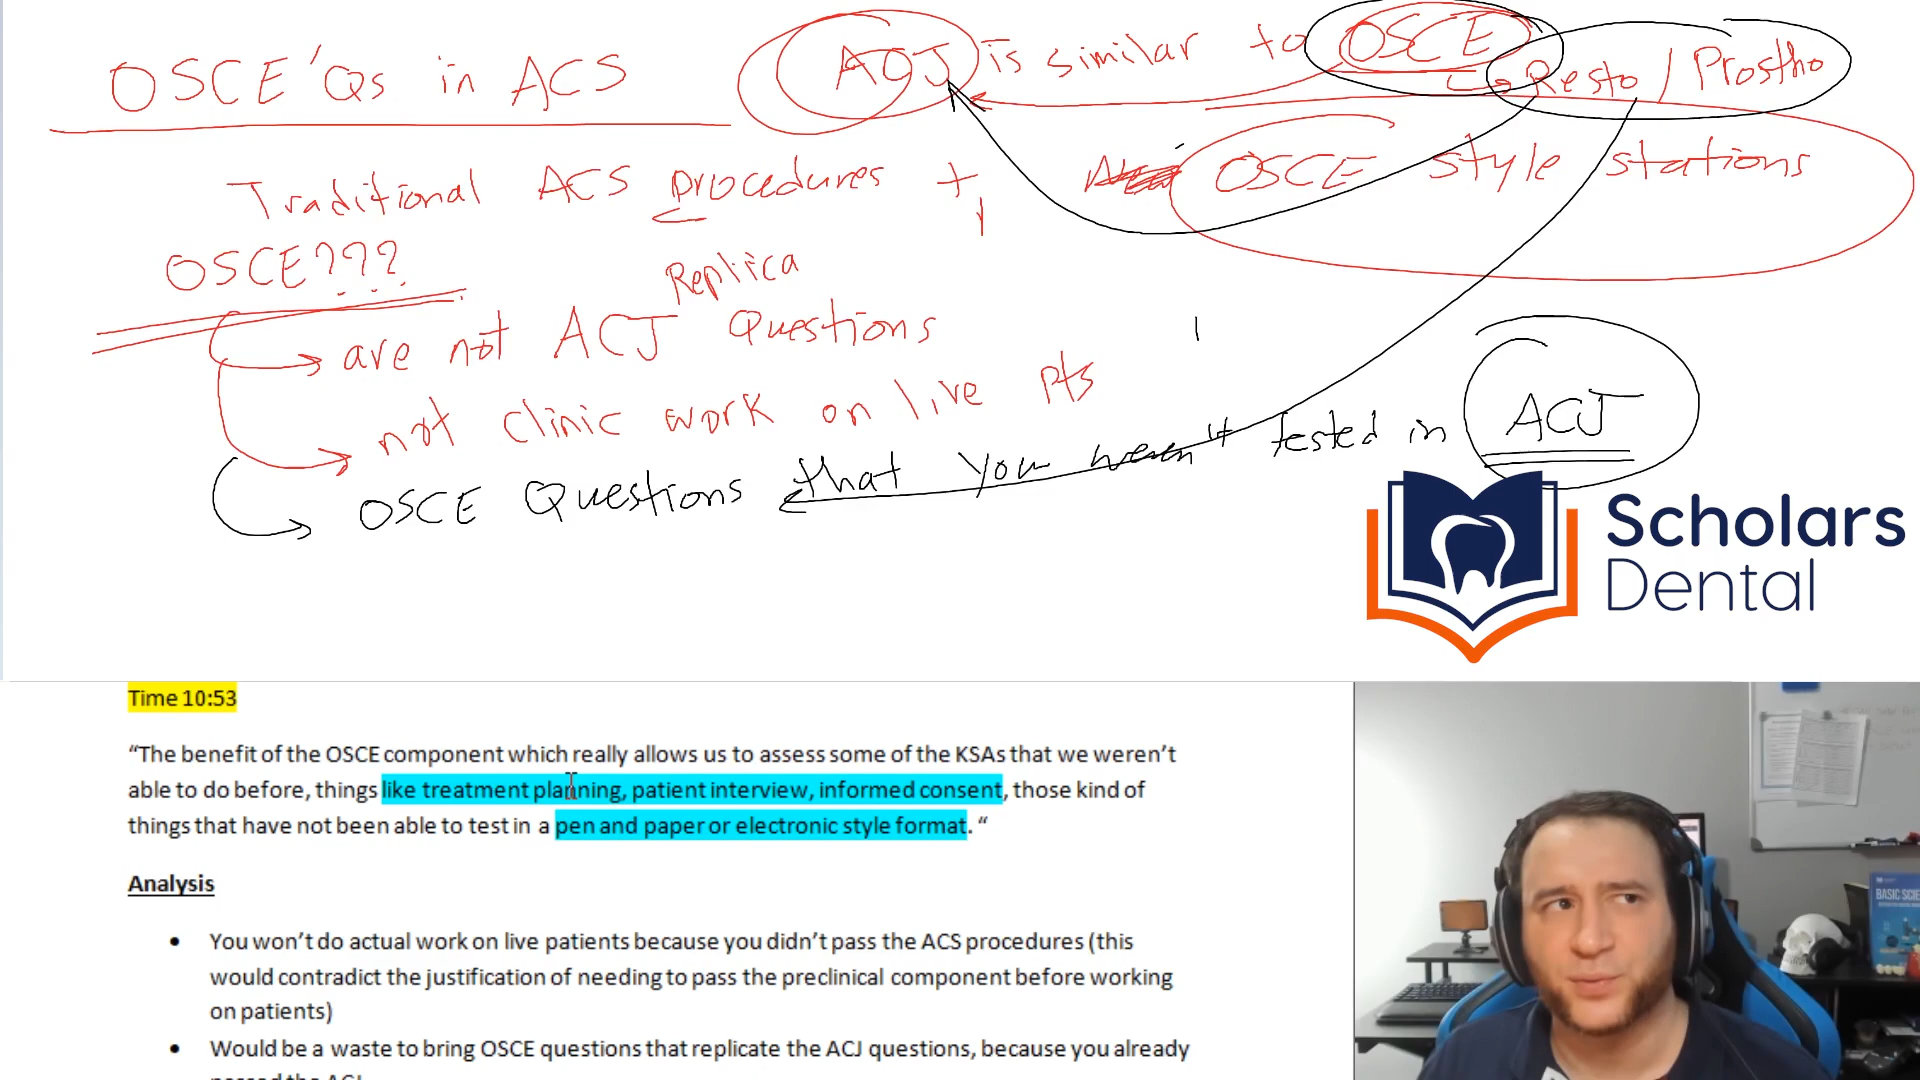 OSCE'Qs in ACS
ACJ is similar to OSCE
Resto / Prostho
Traditional ACS procedures +
OSCE style stations
OSCE???
Replica
are not ACJ Questions
not clinic work on live pts
OSCE Questions that you weren't tested in ACJ
Scholars
Dental
Time 10:53
“The benefit of the OSCE component which really allows us to assess some of the KSAs that we weren’t
able to do before, things like treatment planning, patient interview, informed consent, those kind of
things that have not been able to test in a pen and paper or electronic style format. “
Analysis
• You won’t do actual work on live patients because you didn’t pass the ACS procedures (this
would contradict the justification of needing to pass the preclinical component before working
on patients)
• Would be a waste to bring OSCE questions that replicate the ACJ questions, because you already
passed the ACJ
BASIC SCIE